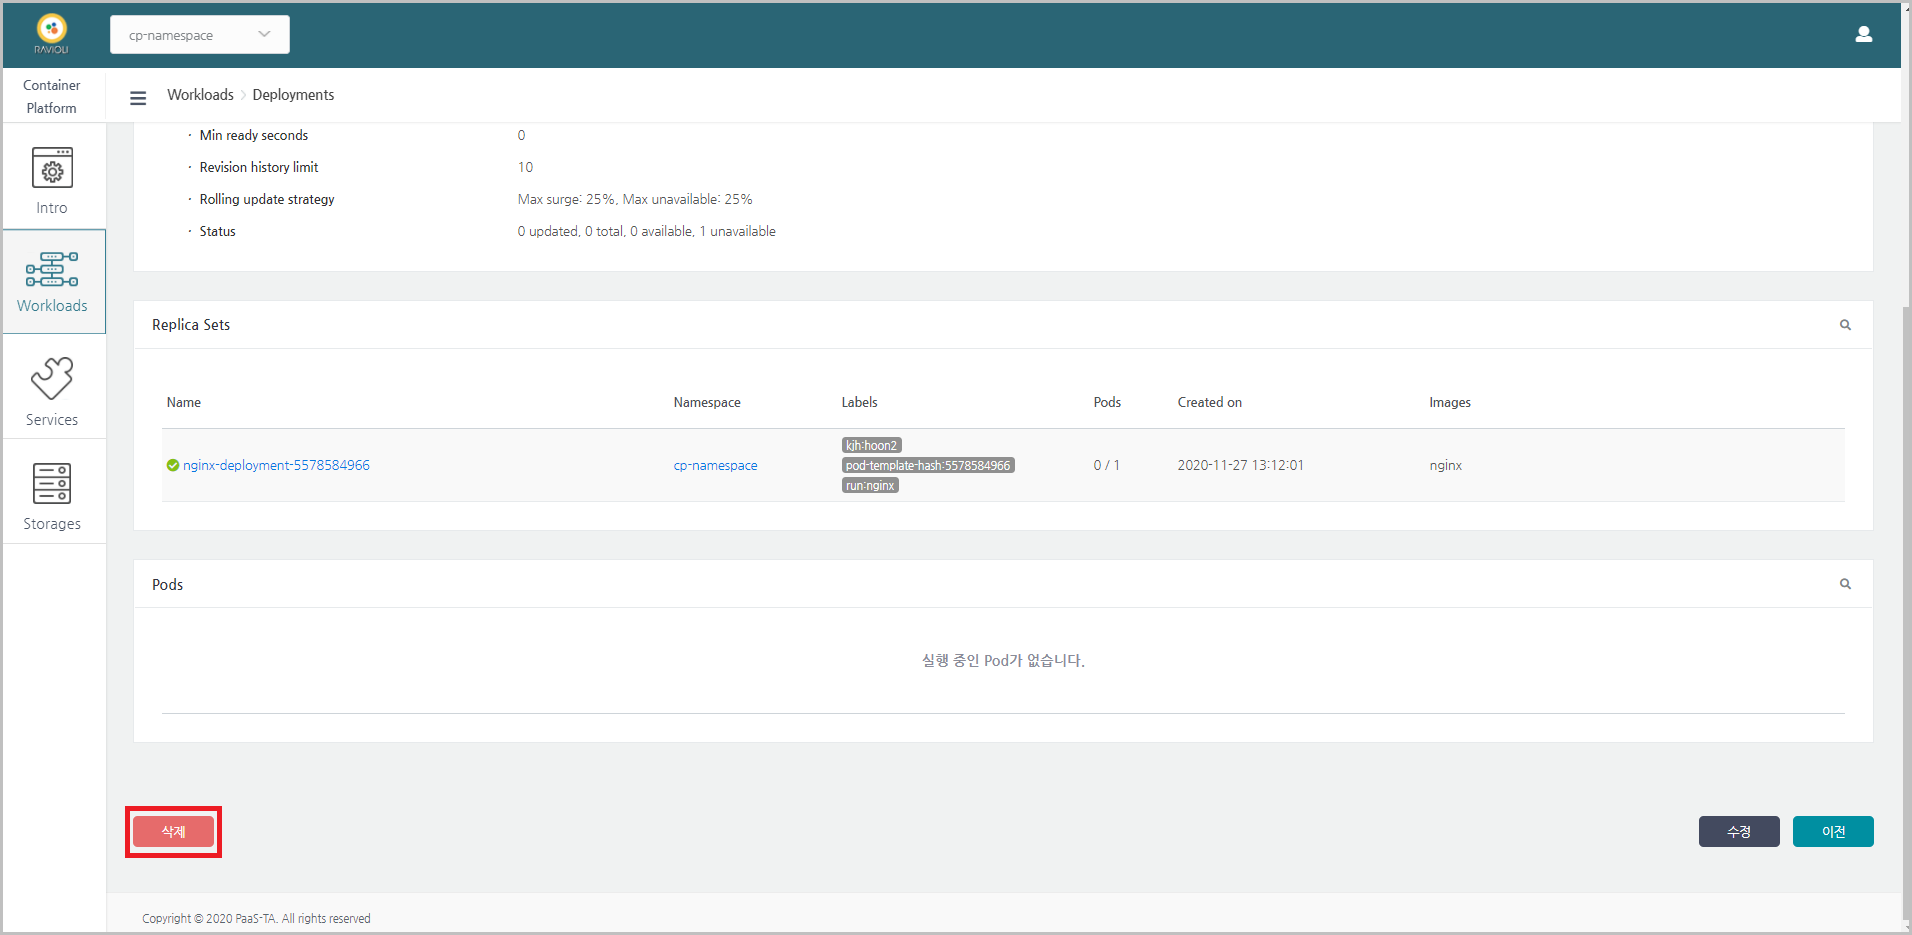 RAVIOLI
cp-namespace
Container
Platform
Workloads > Deployments
Intro
Workloads
Services
Storages
· Min ready seconds 0
· Revision history limit 10
· Rolling update strategy Max surge: 25%, Max unavailable: 25%
· Status 0 updated, 0 total, 0 available, 1 unavailable
Replica Sets
Name Namespace Labels Pods Created on Images
nginx-deployment-5578584966 cp-namespace kjh:hoon2 pod-template-hash:5578584966 run:nginx 0 / 1 2020-11-27 13:12:01 nginx
Pods
실행 중인 Pod가 없습니다.
삭제 수정 이전
Copyright © 2020 PaaS-TA. All rights reserved